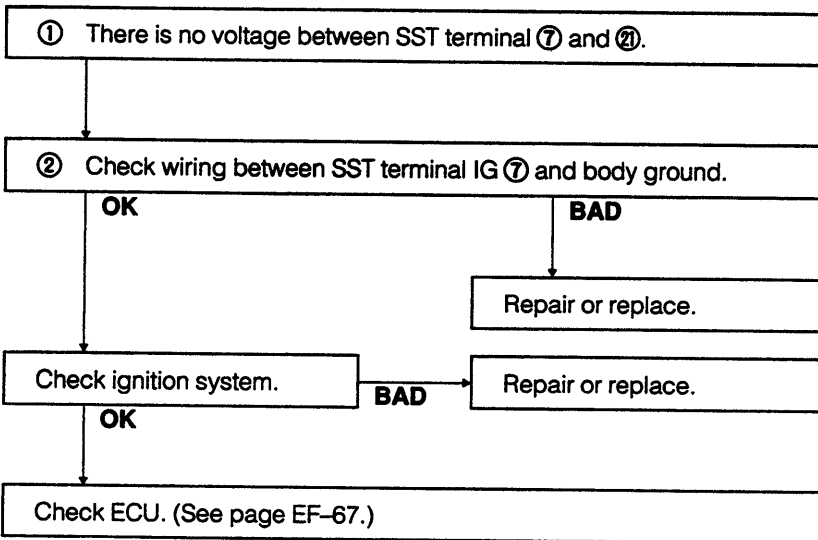 ① There is no voltage between SST terminal ⑦ and ㉑.
② Check wiring between SST terminal IG ⑦ and body ground.
OK
BAD
Repair or replace.
Check ignition system.
BAD
Repair or replace.
OK
Check ECU. (See page EF–67.)